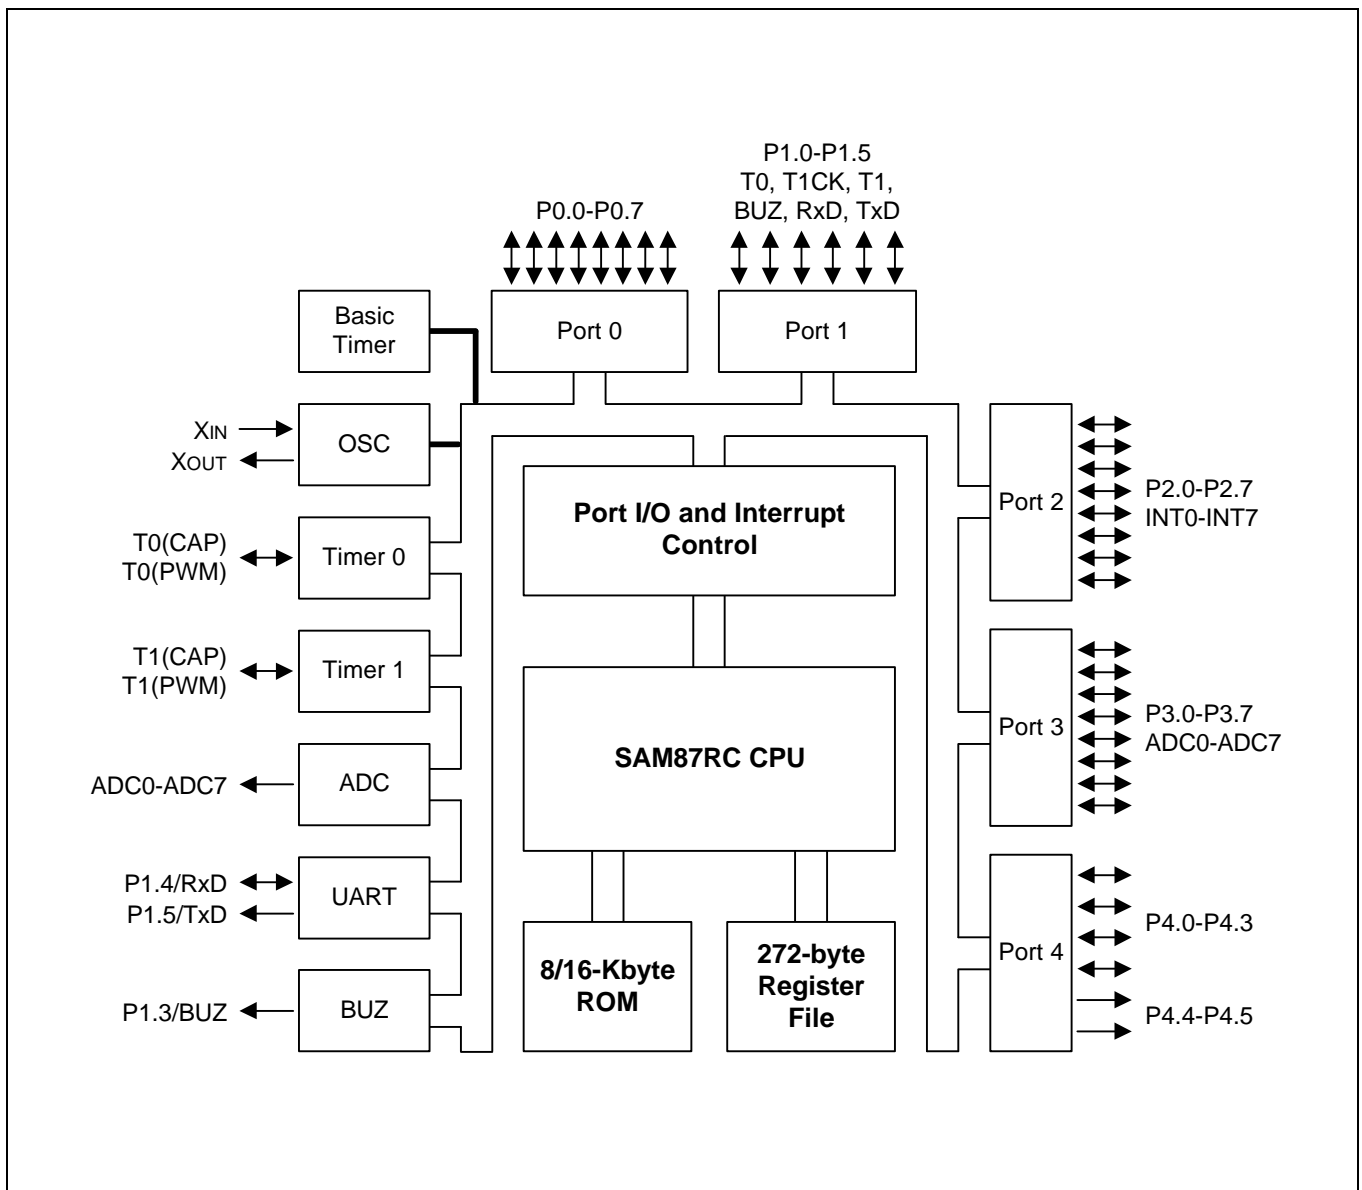 P1.0-P1.5
T0, T1CK, T1,
BUZ, RxD, TxD
P0.0-P0.7
Basic
Timer
Port 0
Port 1
XIN
XOUT
OSC
Port I/O and Interrupt
Control
Port 2
P2.0-P2.7
INT0-INT7
T0(CAP)
T0(PWM)
Timer 0
T1(CAP)
T1(PWM)
Timer 1
SAM87RC CPU
Port 3
P3.0-P3.7
ADC0-ADC7
ADC0-ADC7
ADC
P1.4/RxD
P1.5/TxD
UART
8/16-Kbyte
ROM
272-byte
Register
File
Port 4
P4.0-P4.3
P4.4-P4.5
P1.3/BUZ
BUZ